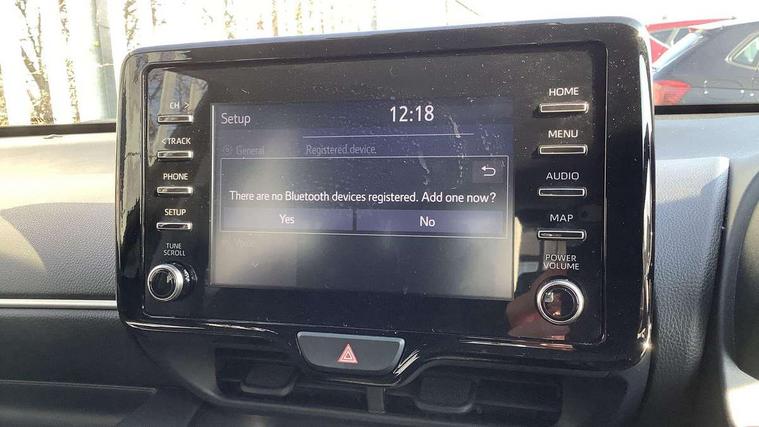 Setup 12:18
General Registered device.
There are no Bluetooth devices registered. Add one now?
Yes No
CH >
< TRACK
PHONE
SETUP
TUNE
SCROLL
HOME
MENU
AUDIO
MAP
POWER
VOLUME